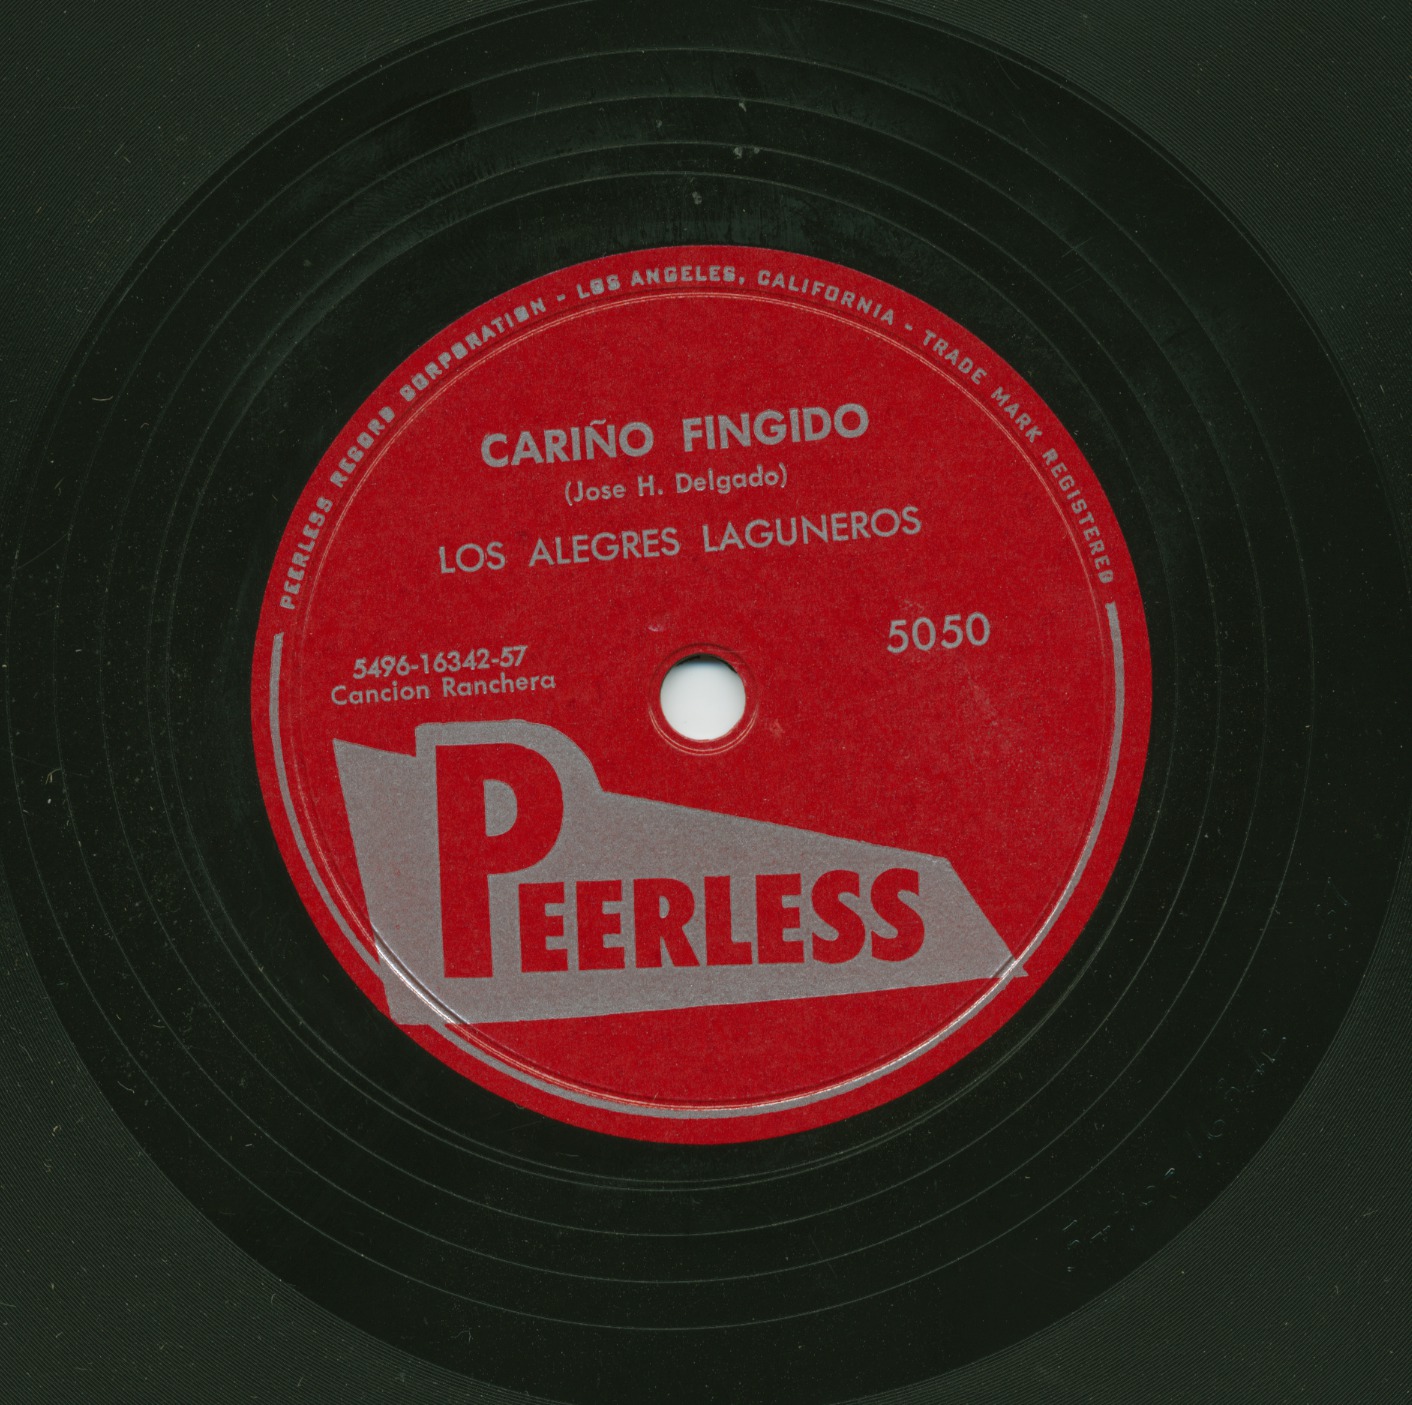 PEERLESS RECORD CORPORATION - LOS ANGELES, CALIFORNIA - TRADE MARK REGISTERED
CARIÑO FINGIDO
(Jose H. Delgado)
LOS ALEGRES LAGUNEROS
5050
5496-16342-57
Cancion Ranchera
PEERLESS